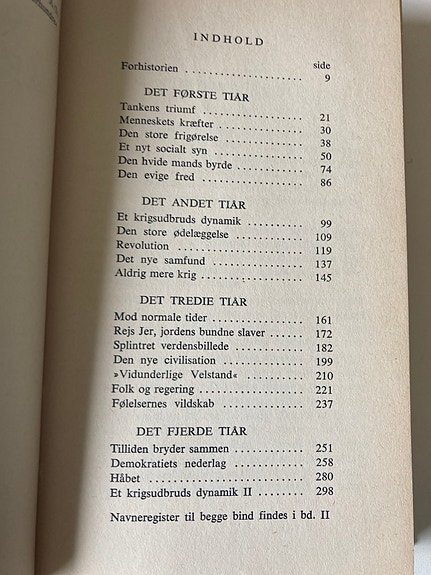 INDHOLD
side
Forhistorien .................... 9
DET FØRSTE TIÅR
Tankens triumf .................... 21
Menneskets kræfter .................... 30
Den store frigørelse .................... 38
Et nyt socialt syn .................... 50
Den hvide mands byrde .................... 74
Den evige fred .................... 86
DET ANDET TIÅR
Et krigsudbruds dynamik .................... 99
Den store ødelæggelse .................... 109
Revolution .................... 119
Det nye samfund .................... 137
Aldrig mere krig .................... 145
DET TREDIE TIÅR
Mod normale tider .................... 161
Rejs Jer, jordens bundne slaver .................... 172
Splintret verdensbillede .................... 182
Den nye civilisation .................... 199
»Vidunderlige Velstand« .................... 210
Folk og regering .................... 221
Følelsernes vildskab .................... 237
DET FJERDE TIÅR
Tilliden bryder sammen .................... 251
Demokratiets nederlag .................... 258
Håbet .................... 280
Et krigsudbruds dynamik II .................... 298
Navneregister til begge bind findes i bd. II